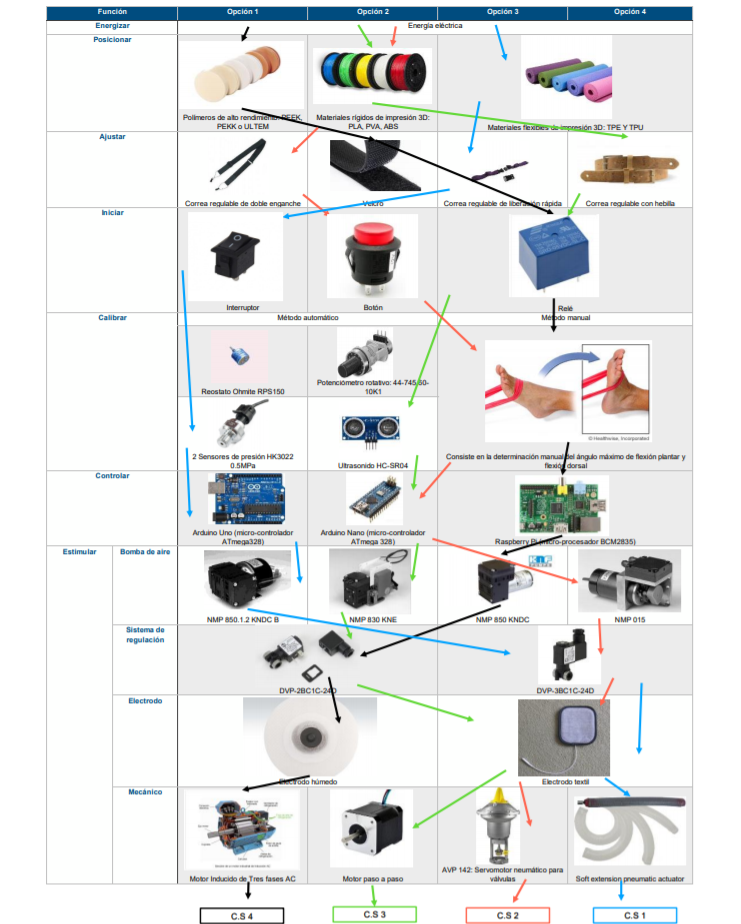 Función Opción 1 Opción 2 Opción 3 Opción 4
Energizar Energía eléctrica
Posicionar
Polímeros de alto rendimiento PEEK,
PEKK o ULTEM
Materiales rígidos de impresión 3D:
PLA, PVA, ABS
Materiales flexibles de impresión 3D: TPE Y TPU
Ajustar
Correa regulable de doble enganche
Velcro
Correa regulable de liberación rápida
Correa regulable con hebilla
Iniciar
Interruptor
Botón
Relé
Calibrar
Método automático
Método manual
Reostato Ohmite RPS150
Potenciómetro rotativo: 44-745/60-
10K1
© Healthwise, Incorporated
2 Sensores de presión HK3022
0.5MPa
Ultrasonido HC-SR04
Consiste en la determinación manual del ángulo máximo de flexión plantar y
flexión dorsal
Controlar
Arduino Uno (micro-controlador
ATmega328)
Arduino Nano (micro-controlador
ATmega 328)
Raspberry Pi (micro-procesador BCM2835)
Estimular
Bomba de aire
NMP 850.1.2 KNDC B
NMP 830 KNE
NMP 850 KNDC
NMP 015
Sistema de
regulación
DVP-2BC1C-24D
DVP-3BC1C-24D
Electrodo
Electrodo húmedo
Electrodo textil
Mecánico
Motor Inducido de Tres fases AC
Motor paso a paso
AVP 142: Servomotor neumático para
válvulas
Soft extension pneumatic actuator
C.S 4
C.S 3
C.S 2
C.S 1